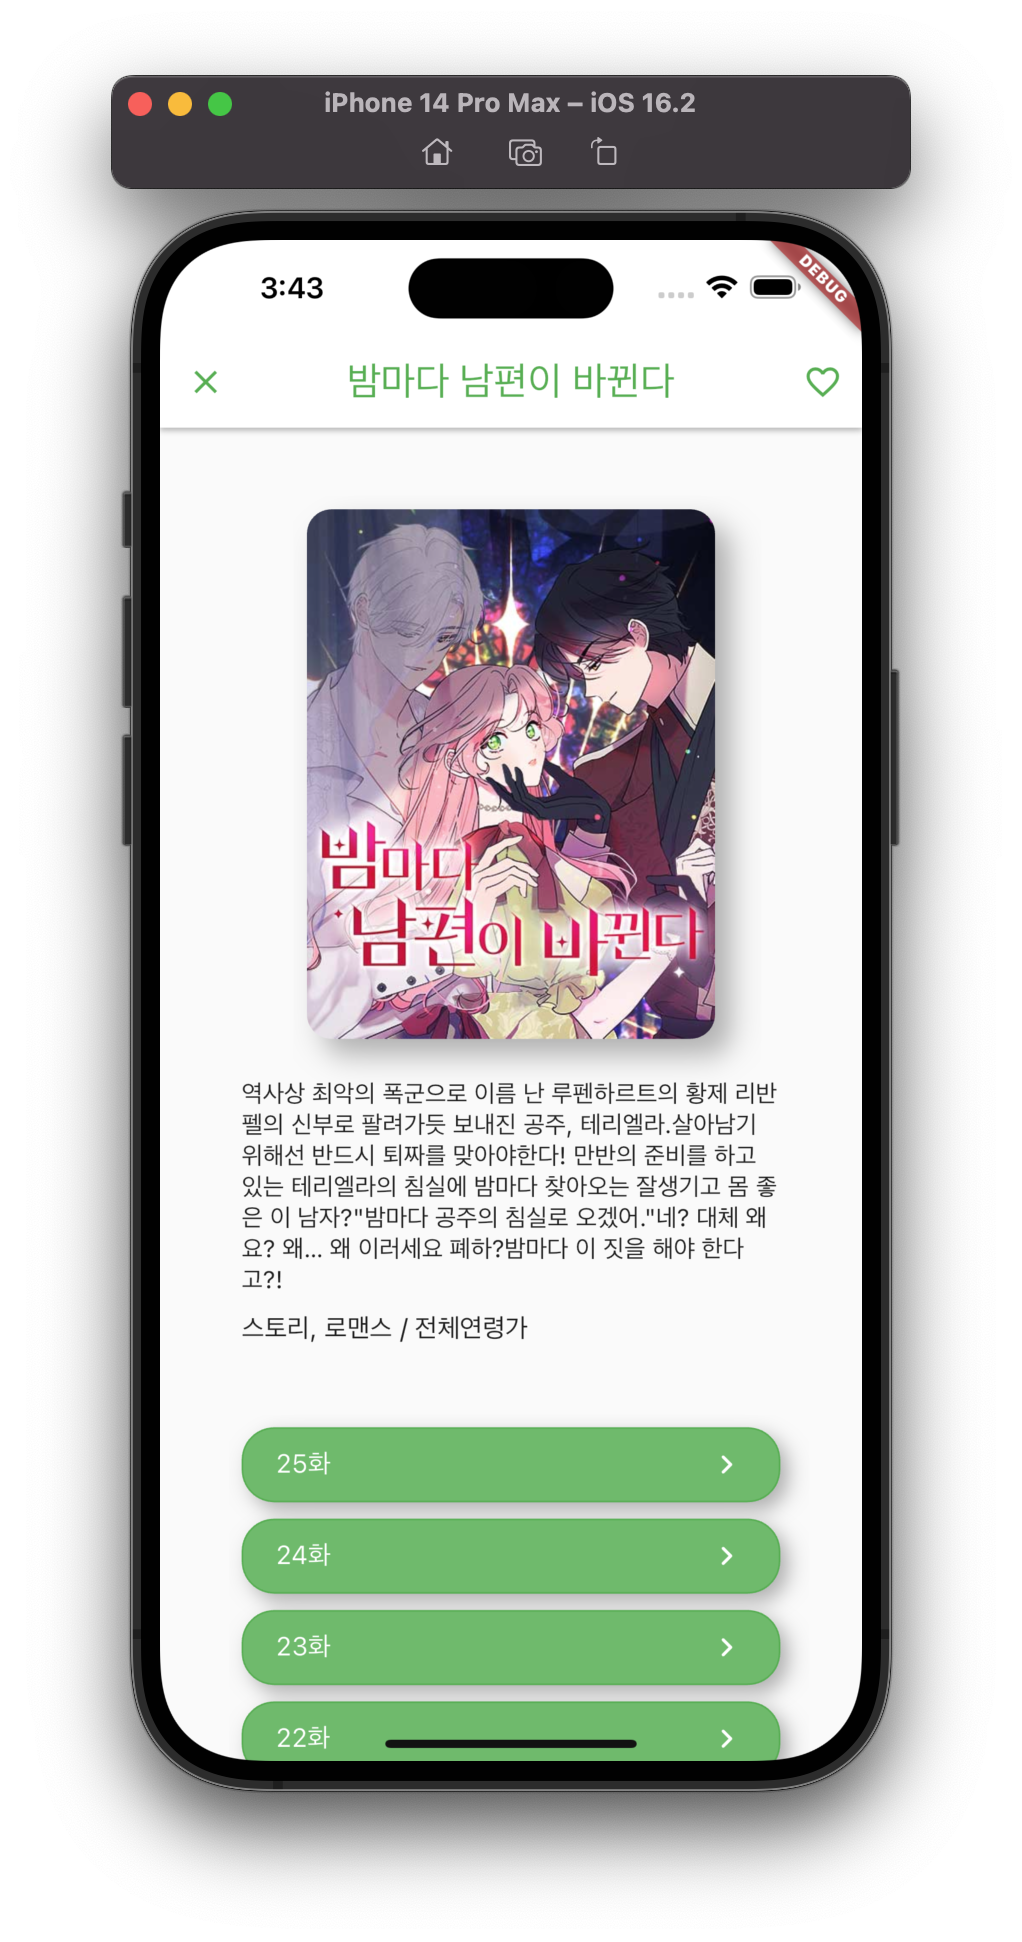 iPhone 14 Pro Max – iOS 16.2
3:43
DEBUG
밤마다 남편이 바뀐다
밤마다
남편이 바뀐다
역사상 최악의 폭군으로 이름 난 루펜하르트의 황제 리반
펠의 신부로 팔려가듯 보내진 공주, 테리엘라.살아남기
위해선 반드시 퇴짜를 맞아야한다! 만반의 준비를 하고
있는 테리엘라의 침실에 밤마다 찾아오는 잘생기고 몸 좋
은 이 남자?"밤마다 공주의 침실로 오겠어."네? 대체 왜
요? 왜... 왜 이러세요 폐하?밤마다 이 짓을 해야 한다
고?!
스토리, 로맨스 / 전체연령가
25화
24화
23화
22화